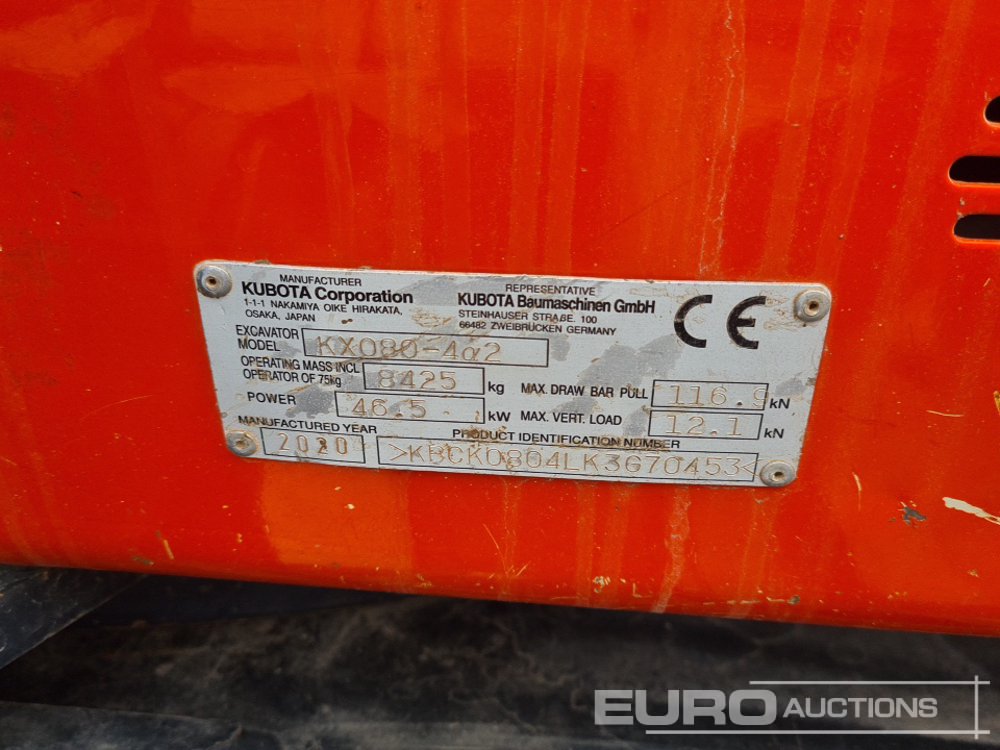 MANUFACTURER
KUBOTA Corporation
1-1-1 NAKAMIYA OIKE HIRAKATA,
OSAKA, JAPAN
REPRESENTATIVE
KUBOTA Baumaschinen GmbH
STEINHAUSER STRAßE. 100
66482 ZWEIBRÜCKEN GERMANY
CE
EXCAVATOR MODEL KX080-4α2
OPERATING MASS INCL OPERATOR OF 75kg 8425 kg
MAX. DRAW BAR PULL 116.9 kN
POWER 46.5 kW
MAX. VERT. LOAD 12.1 kN
MANUFACTURED YEAR
2020
PRODUCT IDENTIFICATION NUMBER
>KBCK0804LK3G70453<
EURO AUCTIONS